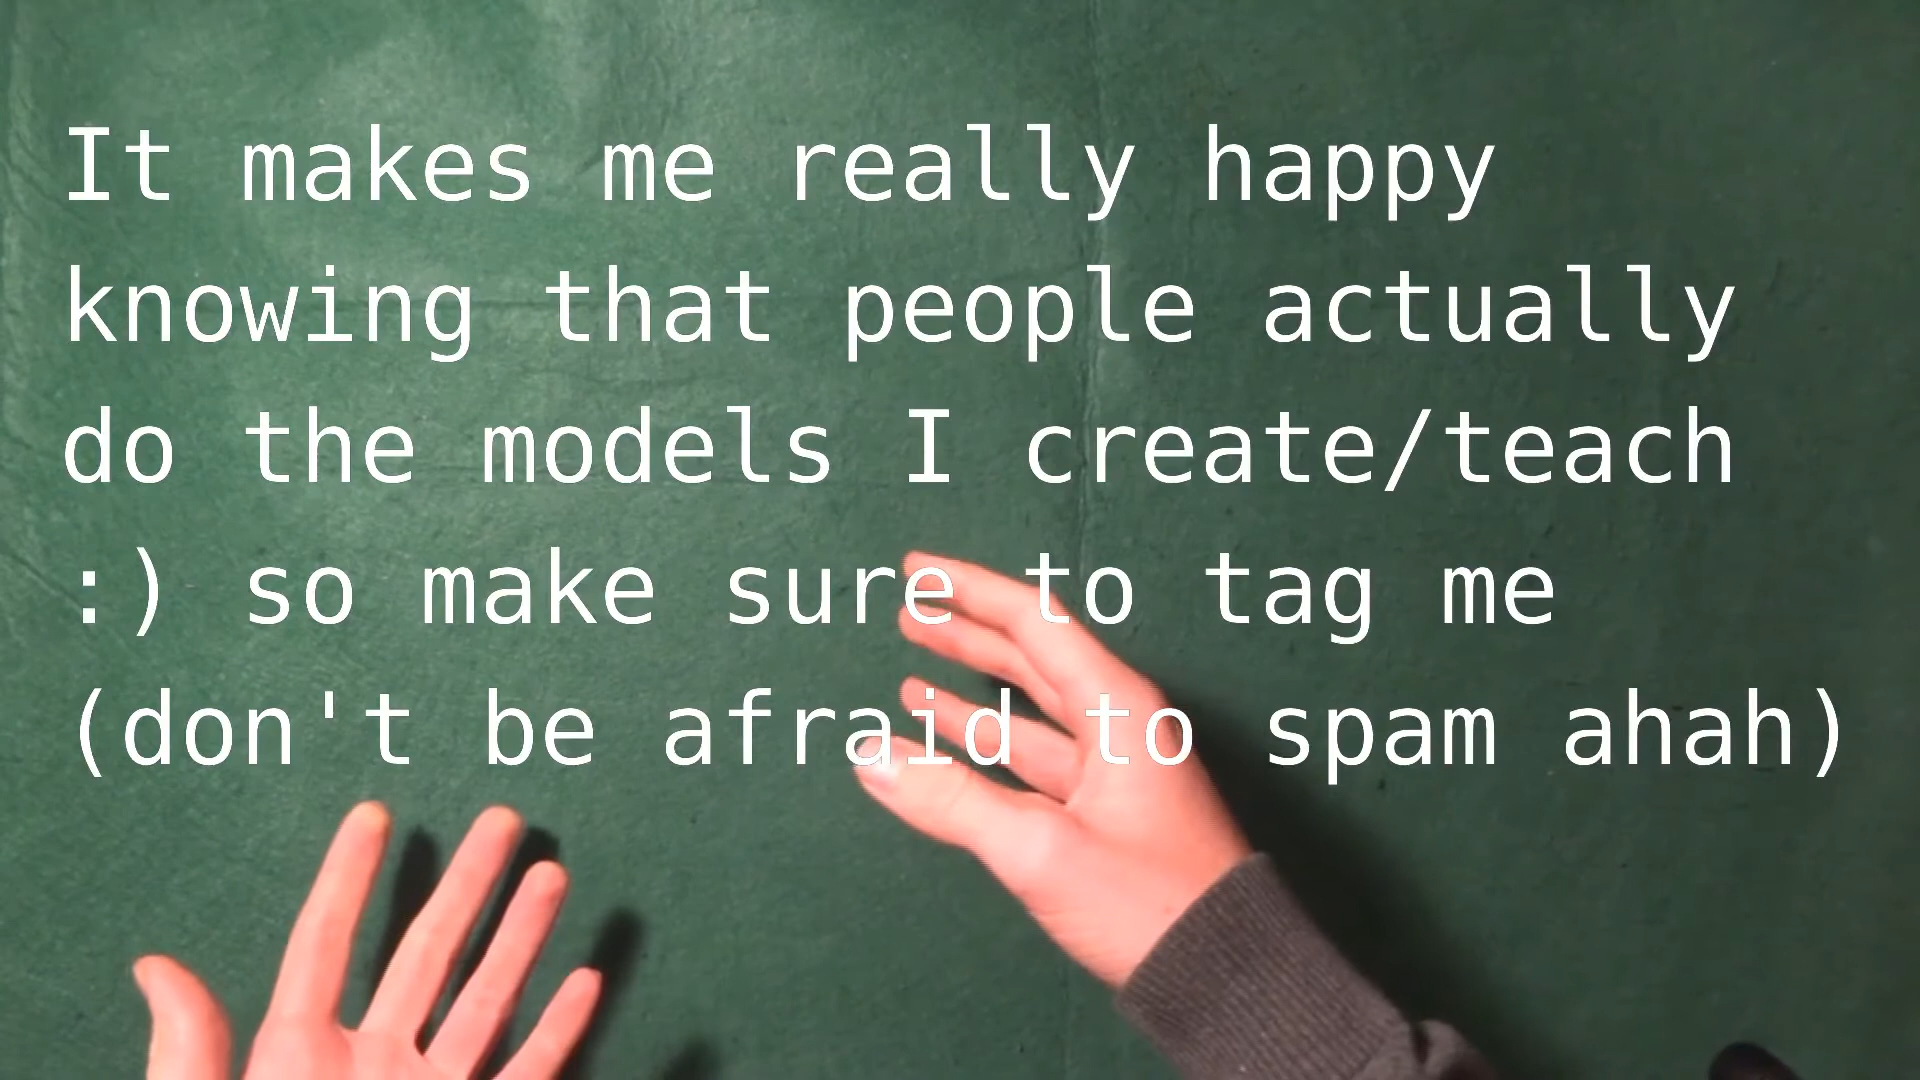 It makes me really happy
knowing that people actually
do the models I create/teach
:) so make sure to tag me
(don't be afraid to spam ahah)